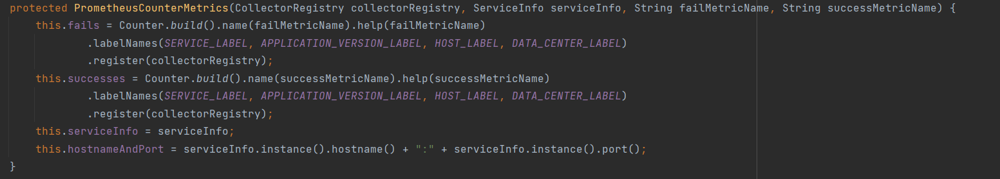 protected PrometheusCounterMetrics(CollectorRegistry collectorRegistry, ServiceInfo serviceInfo, String failMetricName, String successMetricName) {
    this.fails = Counter.build().name(failMetricName).help(failMetricName)
            .labelNames(SERVICE_LABEL, APPLICATION_VERSION_LABEL, HOST_LABEL, DATA_CENTER_LABEL)
            .register(collectorRegistry);
    this.successes = Counter.build().name(successMetricName).help(successMetricName)
            .labelNames(SERVICE_LABEL, APPLICATION_VERSION_LABEL, HOST_LABEL, DATA_CENTER_LABEL)
            .register(collectorRegistry);
    this.serviceInfo = serviceInfo;
    this.hostnameAndPort = serviceInfo.instance().hostname() + ":" + serviceInfo.instance().port();
}